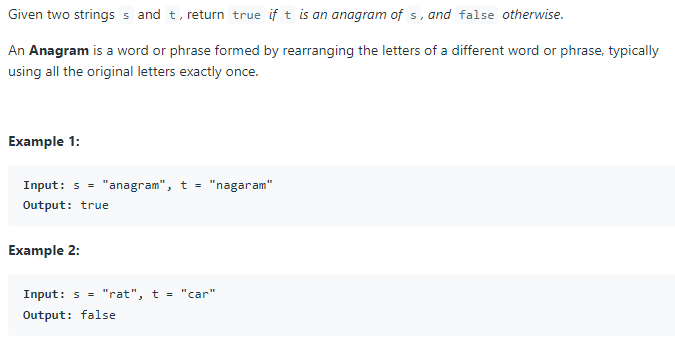 Given two strings s and t, return true if t is an anagram of s, and false otherwise.
An Anagram is a word or phrase formed by rearranging the letters of a different word or phrase, typically
using all the original letters exactly once.
Example 1:
Input: s = "anagram", t = "nagaram"
Output: true
Example 2:
Input: s = "rat", t = "car"
Output: false